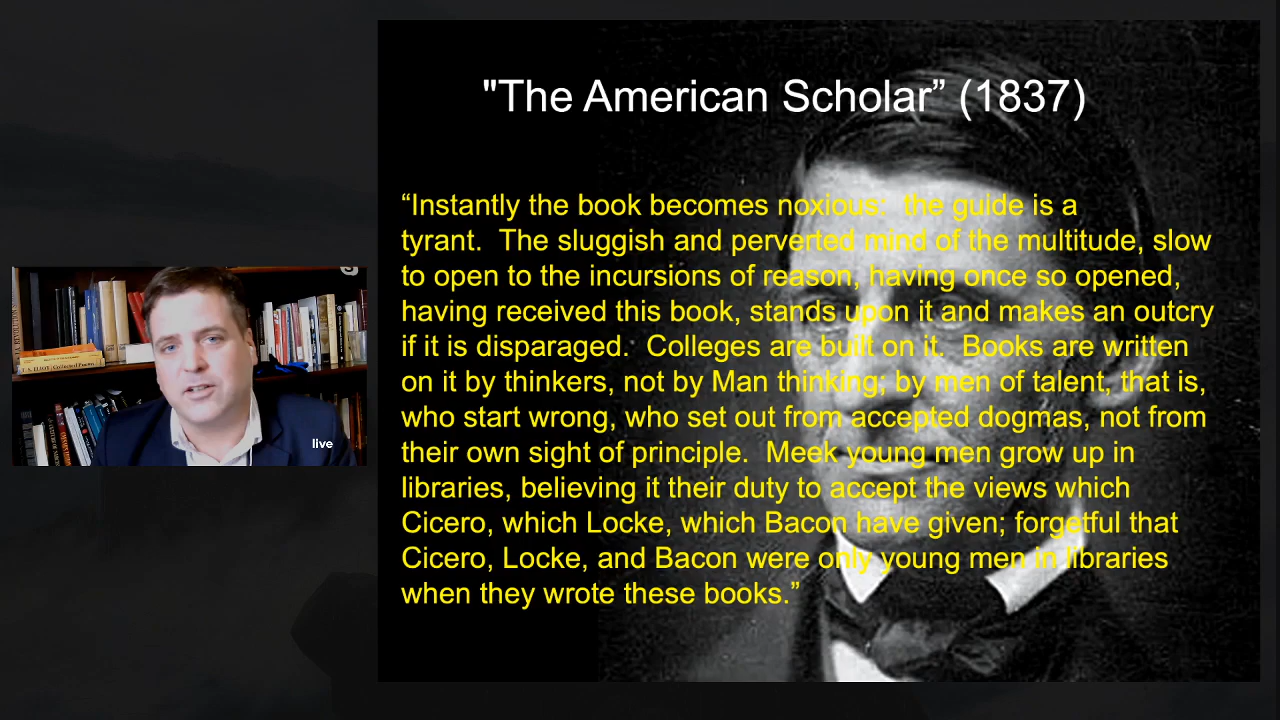 "The American Scholar” (1837)
“Instantly the book becomes noxious:  the guide is a
tyrant.  The sluggish and perverted mind of the multitude, slow
to open to the incursions of reason, having once so opened,
having received this book, stands upon it and makes an outcry
if it is disparaged.  Colleges are built on it.  Books are written
on it by thinkers, not by Man thinking; by men of talent, that is,
who start wrong, who set out from accepted dogmas, not from
their own sight of principle.  Meek young men grow up in
libraries, believing it their duty to accept the views which
Cicero, which Locke, which Bacon have given; forgetful that
Cicero, Locke, and Bacon were only young men in libraries
when they wrote these books.”
live